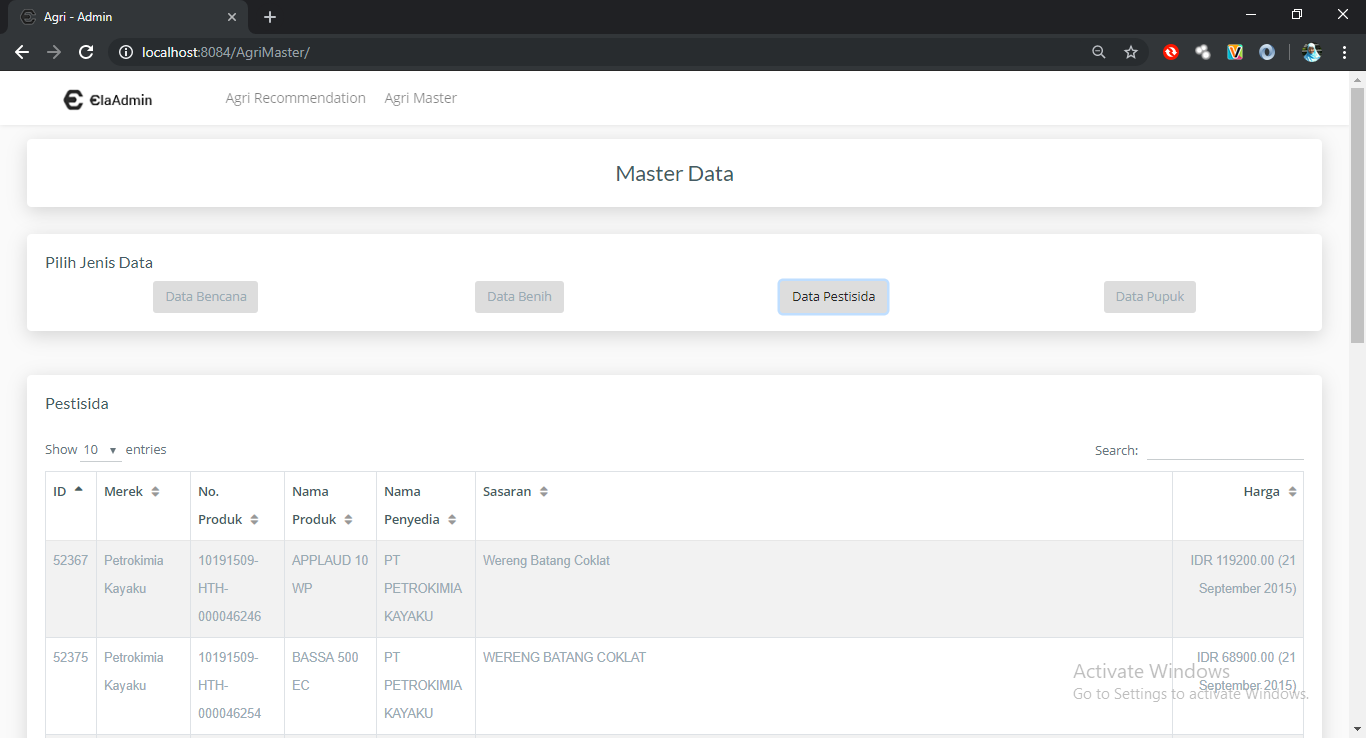 Agri - Admin
localhost:8084/AgriMaster/
ElaAdmin
Agri Recommendation Agri Master
Master Data
Pilih Jenis Data
Data Bencana Data Benih Data Pestisida Data Pupuk
Pestisida
Show 10 entries Search:
ID Merek No. Produk Nama Produk Nama Penyedia Sasaran Harga
52367 Petrokimia Kayaku 10191509-HTH-000046246 APPLAUD 10 WP PT PETROKIMIA KAYAKU Wereng Batang Coklat IDR 119200.00 (21 September 2015)
52375 Petrokimia Kayaku 10191509-HTH-000046254 BASSA 500 EC PT PETROKIMIA KAYAKU WERENG BATANG COKLAT IDR 68900.00 (21 September 2015)
Activate Windows
Go to Settings to activate Windows.